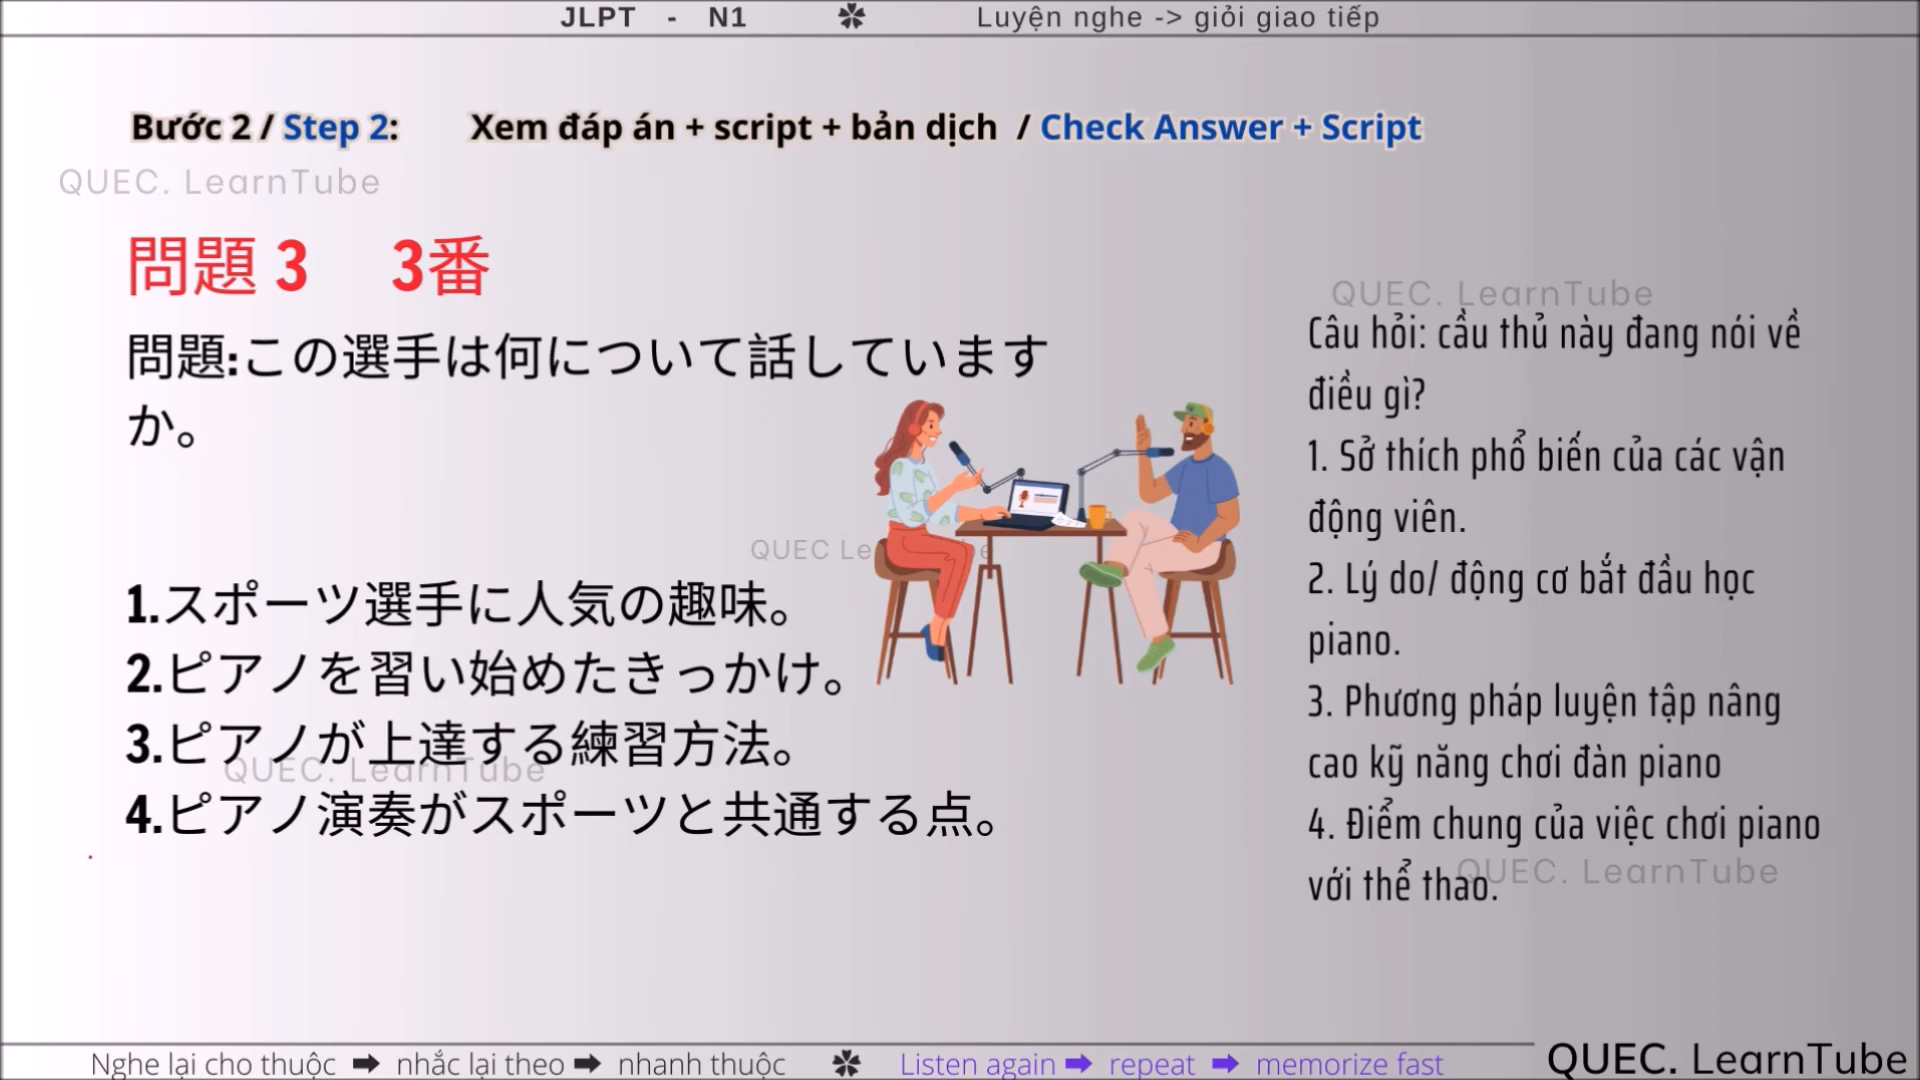 JLPT - N1 ✽ Luyện nghe -> giỏi giao tiếp
Bước 2 / Step 2: Xem đáp án + script + bản dịch / Check Answer + Script
QUEC. LearnTube
問題 3 3番
問題:この選手は何について話しています
か。
QUEC Le
1.スポーツ選手に人気の趣味。
2.ピアノを習い始めたきっかけ。
3.ピアノが上達する練習方法。
QUEC. LearnTube
4.ピアノ演奏がスポーツと共通する点。
QUEC. LearnTube
Câu hỏi: cầu thủ này đang nói về
điều gì?
1. Sở thích phổ biến của các vận
động viên.
2. Lý do/ động cơ bắt đầu học
piano.
3. Phương pháp luyện tập nâng
cao kỹ năng chơi đàn piano
4. Điểm chung của việc chơi piano
với thể thao.
QUEC. LearnTube
Nghe lại cho thuộc ➡ nhắc lại theo ➡ nhanh thuộc ✽ Listen again ➡ repeat ➡ memorize fast
QUEC. LearnTube